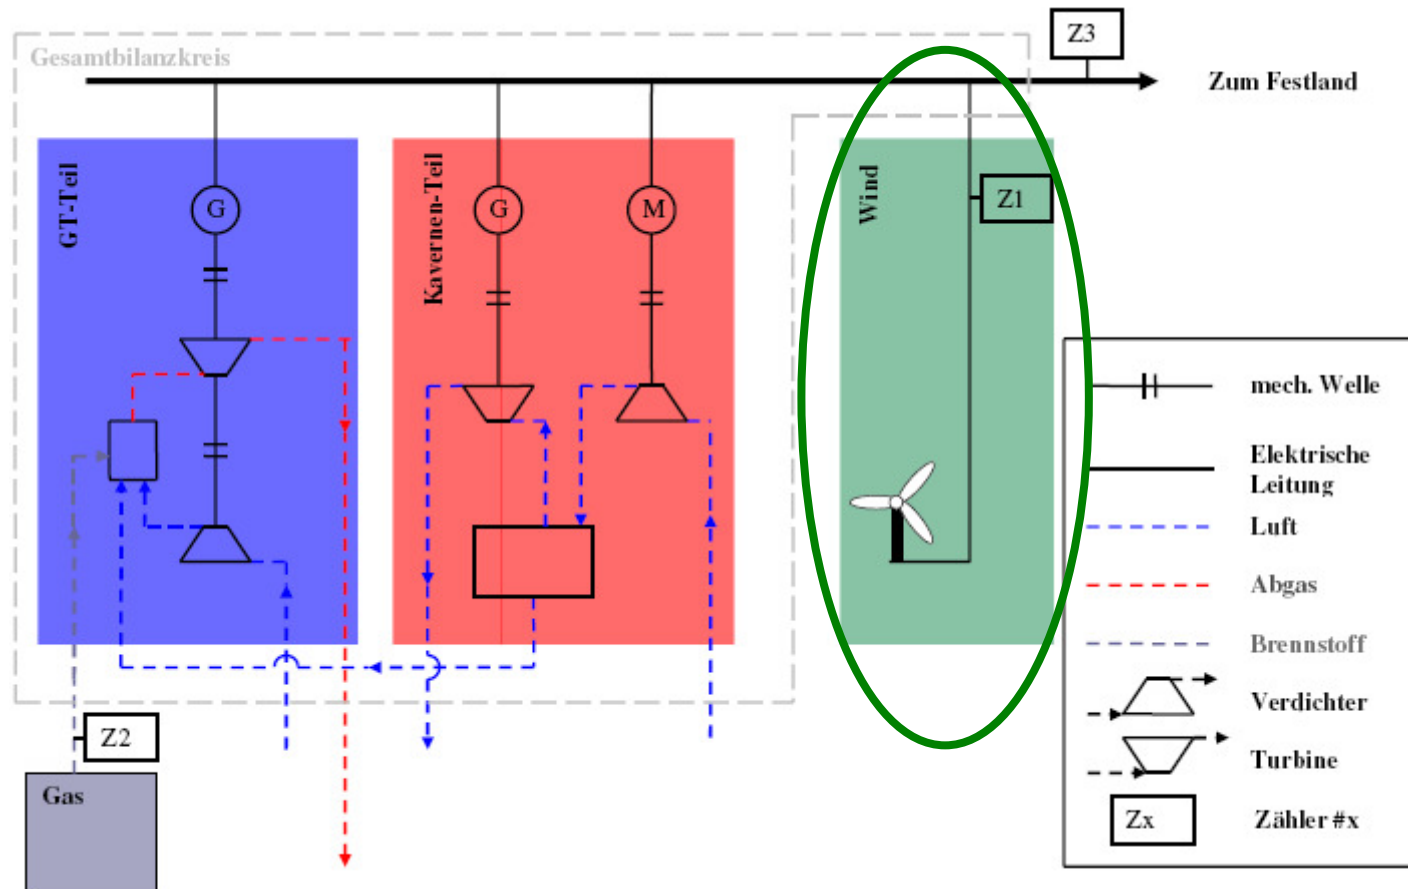 Z3
Gesamtbilanzkreis
Zum Festland
GT-Teil
Kavernen-Teil
Wind
G
G
M
Z1
mech. Welle
Elektrische
Leitung
Luft
Abgas
Brennstoff
Verdichter
Turbine
Zx
Zähler #x
Z2
Gas